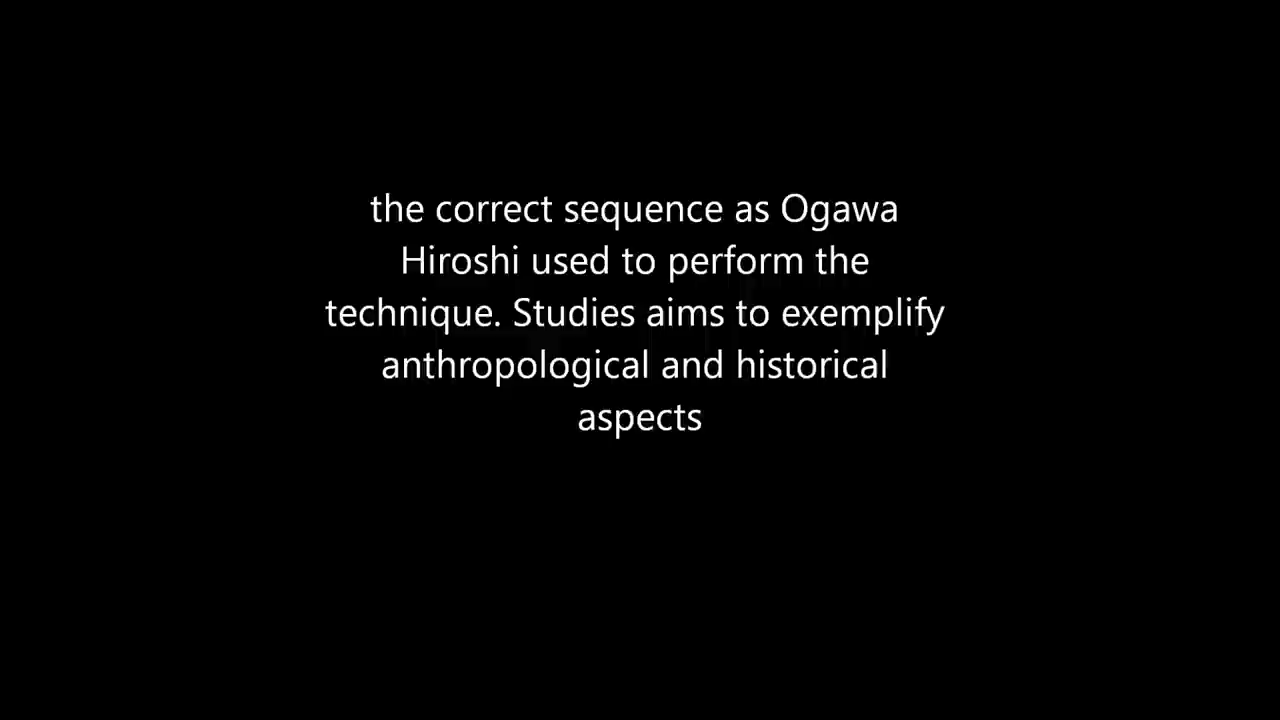 the correct sequence as Ogawa
Hiroshi used to perform the
technique. Studies aims to exemplify
anthropological and historical
aspects